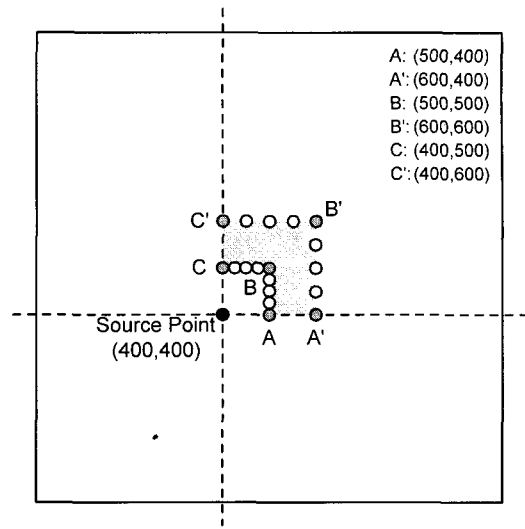 A: (500,400)
A': (600,400)
B: (500,500)
B': (600,600)
C: (400,500)
C': (400,600)
C'
B'
C
B
Source Point
(400,400)
A
A'